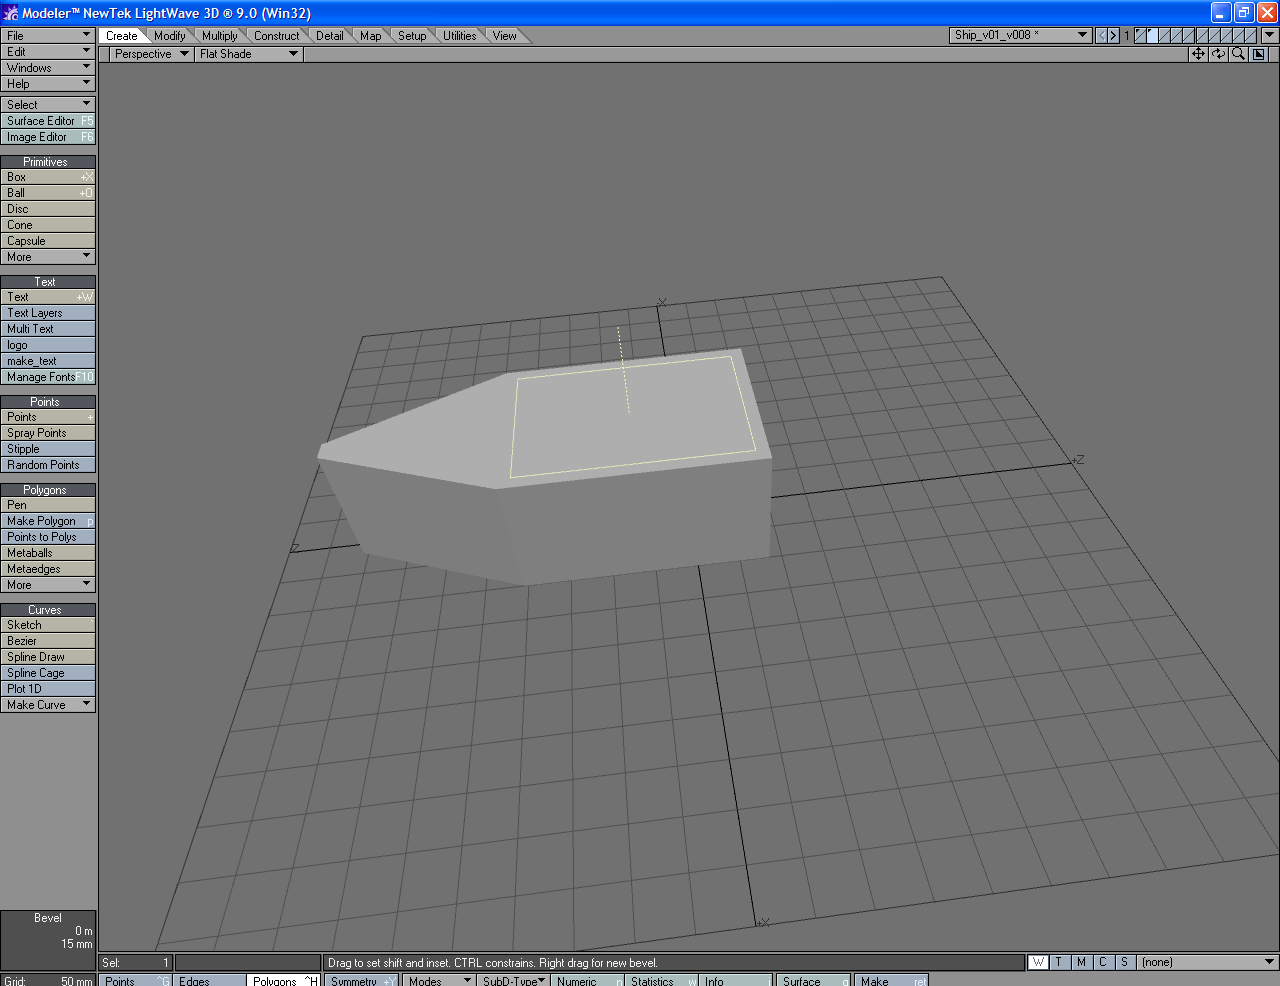 Modeler™ NewTek LightWave 3D ® 9.0 (Win32)
File Create Modify Multiply Construct Detail Map Setup Utilities View Ship_v01_v008 * 1
Edit Perspective Flat Shade
Windows
Help
Select
Surface Editor F5
Image Editor F6
Primitives
Box +X
Ball +O
Disc
Cone
Capsule
More
Text
Text +W
Text Layers
Multi Text
logo
make_text
Manage Fonts F10
Points
Points +
Spray Points
Stipple
Random Points
Polygons
Pen
Make Polygon p
Points to Polys
Metaballs
Metaedges
More
Curves
Sketch `
Bezier
Spline Draw
Spline Cage
Plot 1D
Make Curve
-X
+Z
-Z
+X
Bevel
0 m
15 mm
Sel: 1 Drag to set shift and inset. CTRL constrains. Right drag for new bevel. W T M C S (none)
Grid: 50 mm Points ^G Edges Polygons ^H Symmetry +Y Modes SubD-Type Numeric n Statistics w Info i Surface q Make ret